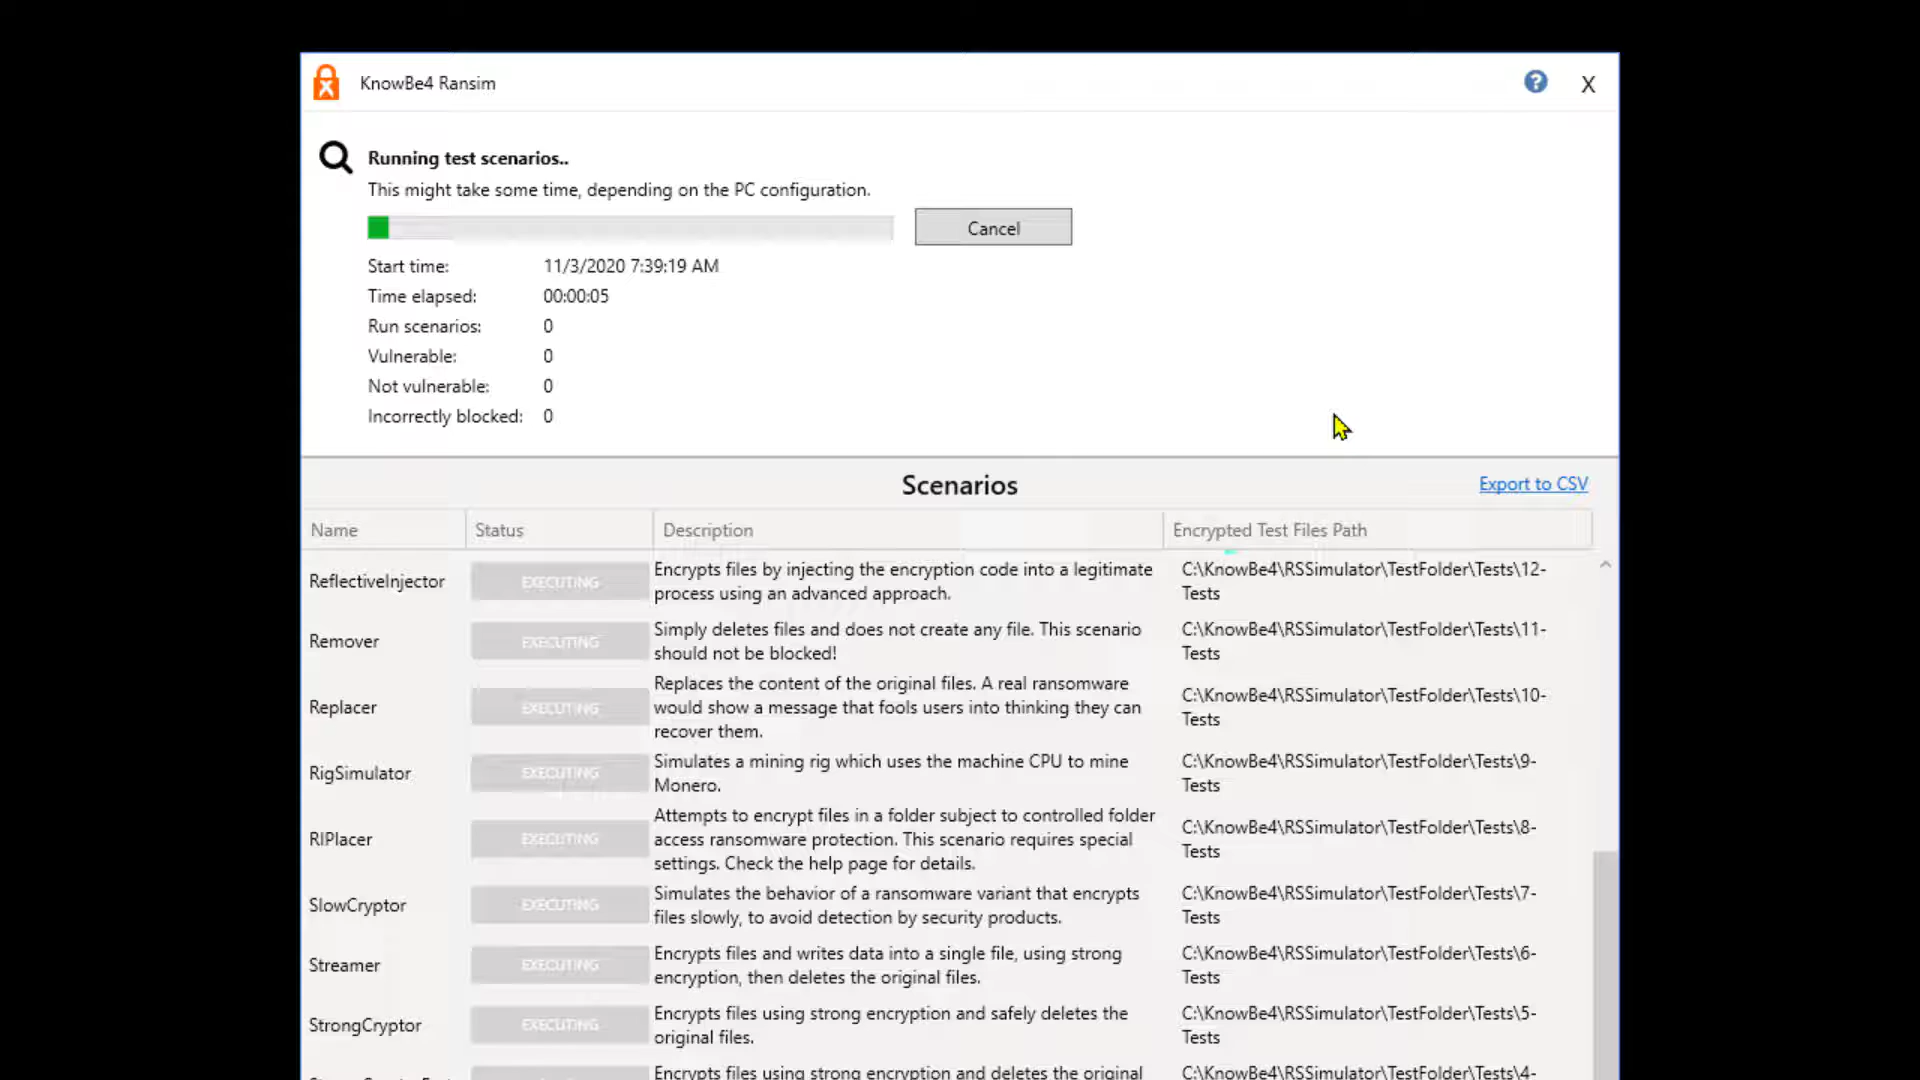 KnowBe4 Ransim
?
X
Running test scenarios..
This might take some time, depending on the PC configuration.
Cancel
Start time: 11/3/2020 7:39:19 AM
Time elapsed: 00:00:05
Run scenarios: 0
Vulnerable: 0
Not vulnerable: 0
Incorrectly blocked: 0
Scenarios
Export to CSV
Name Status Description Encrypted Test Files Path
ReflectiveInjector EXECUTING Encrypts files by injecting the encryption code into a legitimate C:\KnowBe4\RSSimulator\TestFolder\Tests\12-
process using an advanced approach. Tests
Remover EXECUTING Simply deletes files and does not create any file. This scenario C:\KnowBe4\RSSimulator\TestFolder\Tests\11-
should not be blocked! Tests
Replaces the content of the original files. A real ransomware C:\KnowBe4\RSSimulator\TestFolder\Tests\10-
Replacer EXECUTING would show a message that fools users into thinking they can Tests
recover them.
RigSimulator EXECUTING Simulates a mining rig which uses the machine CPU to mine C:\KnowBe4\RSSimulator\TestFolder\Tests\9-
Monero. Tests
Attempts to encrypt files in a folder subject to controlled folder C:\KnowBe4\RSSimulator\TestFolder\Tests\8-
RIPlacer EXECUTING access ransomware protection. This scenario requires special Tests
settings. Check the help page for details.
SlowCryptor EXECUTING Simulates the behavior of a ransomware variant that encrypts C:\KnowBe4\RSSimulator\TestFolder\Tests\7-
files slowly, to avoid detection by security products. Tests
Streamer EXECUTING Encrypts files and writes data into a single file, using strong C:\KnowBe4\RSSimulator\TestFolder\Tests\6-
encryption, then deletes the original files. Tests
StrongCryptor EXECUTING Encrypts files using strong encryption and safely deletes the C:\KnowBe4\RSSimulator\TestFolder\Tests\5-
original files. Tests
Encrypts files using strong encryption and deletes the original C:\KnowBe4\RSSimulator\TestFolder\Tests\4-